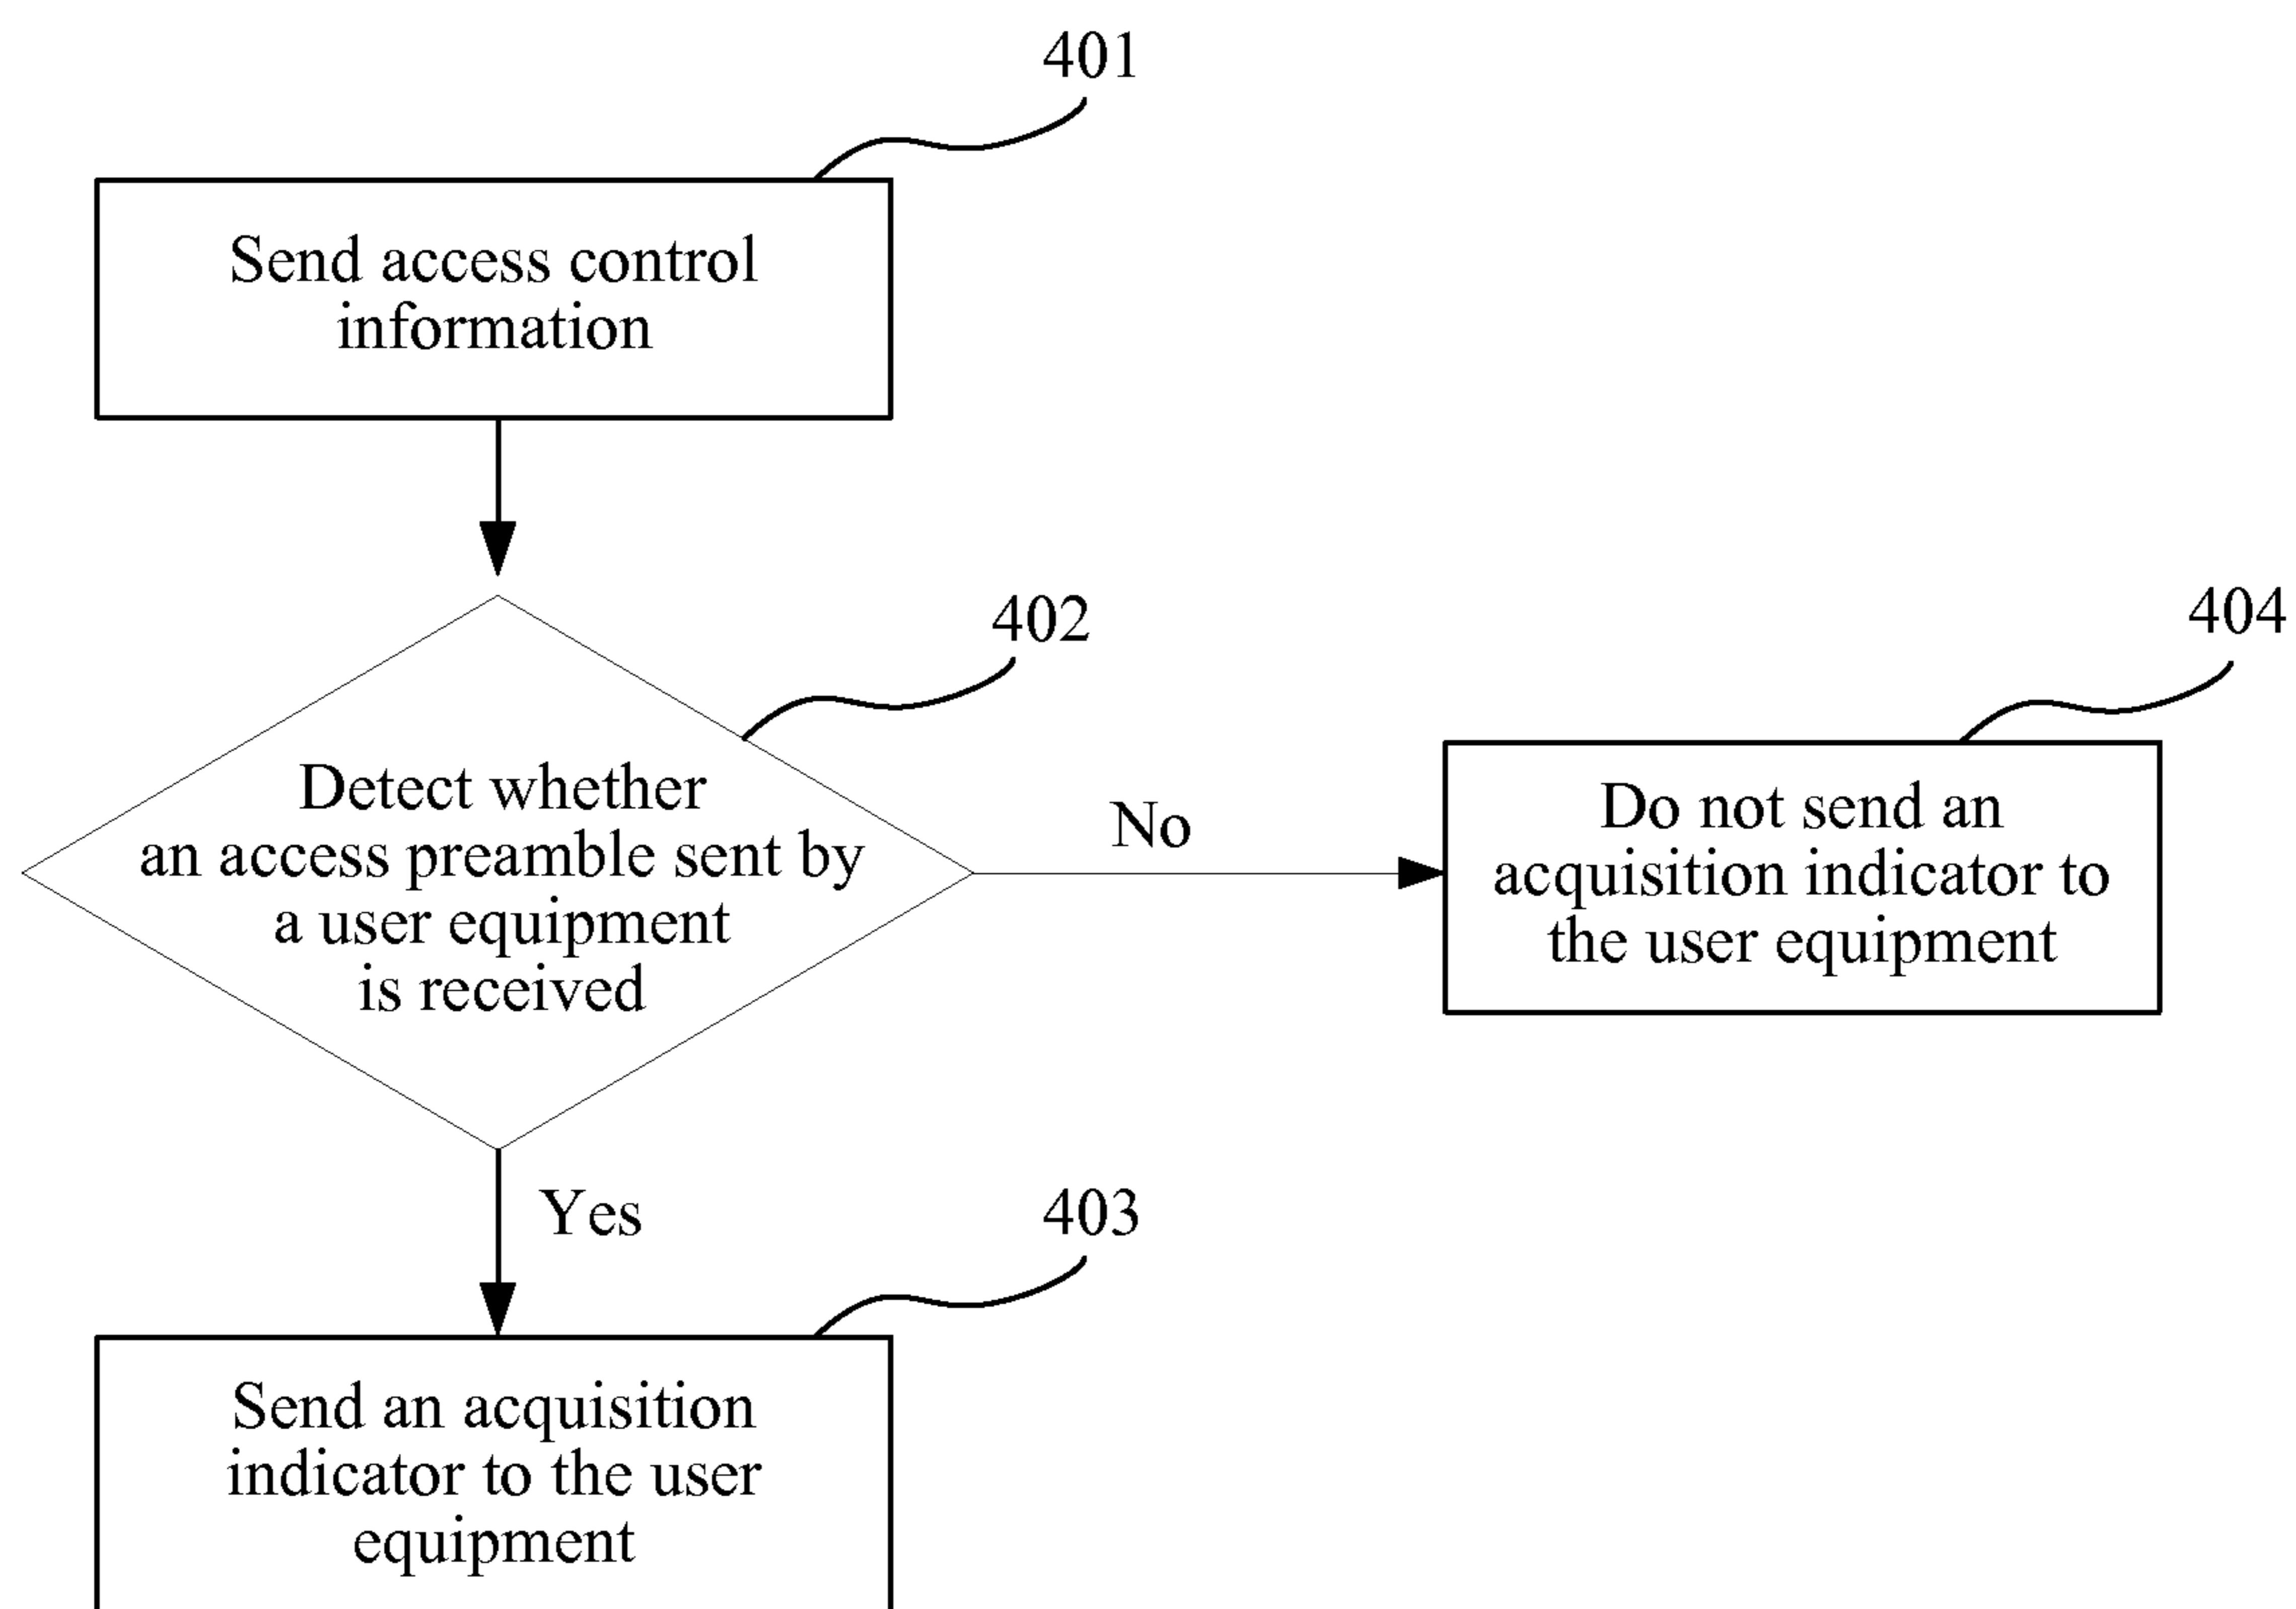 401
Send access control
information
402
Detect whether
an access preamble sent by
a user equipment
is received
No
404
Do not send an
acquisition indicator to
the user equipment
Yes
403
Send an acquisition
indicator to the user
equipment